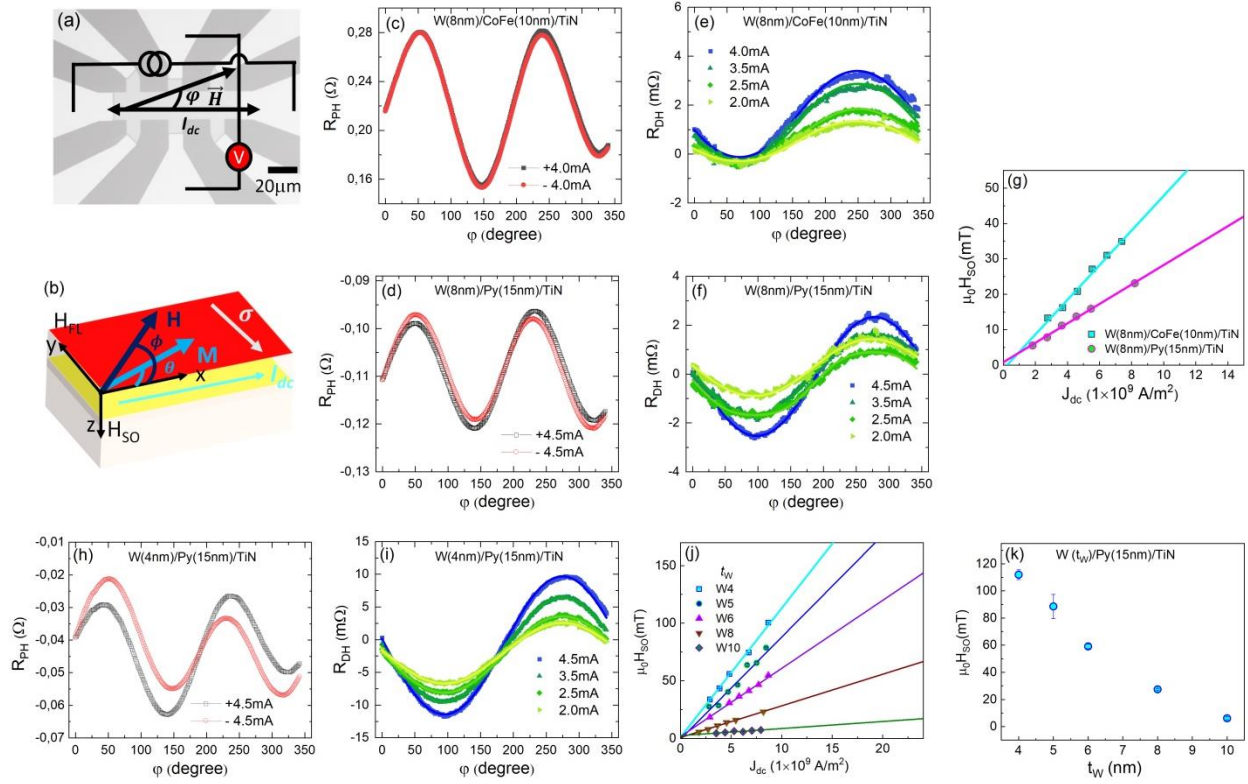 (a)
φ
H
I_dc
V
20μm
(b)
H_FL
y
H
ϕ
M
θ
x
σ
I_dc
z
H_SO
(c)
W(8nm)/CoFe(10nm)/TiN
R_PH (Ω)
0,28
0,24
0,20
0,16
+4.0mA
- 4.0mA
0 50 100 150 200 250 300 350
φ (degree)
(e)
W(8nm)/CoFe(10nm)/TiN
R_DH (mΩ)
6
4
2
0
-2
4.0mA
3.5mA
2.5mA
2.0mA
0 50 100 150 200 250 300 350
φ (degree)
(d)
W(8nm)/Py(15nm)/TiN
R_PH (Ω)
-0,09
-0,10
-0,11
-0,12
-0,13
+4.5mA
- 4.5mA
0 50 100 150 200 250 300 350
φ (degree)
(f)
W(8nm)/Py(15nm)/TiN
R_DH (mΩ)
4
2
0
-2
-4
4.5mA
3.5mA
2.5mA
2.0mA
0 50 100 150 200 250 300 350
φ (degree)
(g)
μ₀H_SO(mT)
50
40
30
20
10
0
W(8nm)/CoFe(10nm)/TiN
W(8nm)/Py(15nm)/TiN
0 2 4 6 8 10 12 14
J_dc (1×10⁹ A/m²)
(h)
W(4nm)/Py(15nm)/TiN
R_PH (Ω)
-0,01
-0,02
-0,03
-0,04
-0,05
-0,06
-0,07
+4.5mA
- 4.5mA
0 50 100 150 200 250 300 350
φ (degree)
(i)
W(4nm)/Py(15nm)/TiN
R_DH (mΩ)
15
10
5
0
-5
-10
-15
4.5mA
3.5mA
2.5mA
2.0mA
0 50 100 150 200 250 300 350
φ (degree)
(j)
μ₀H_SO(mT)
150
100
50
0
t_W
W4
W5
W6
W8
W10
0 5 10 15 20
J_dc (1×10⁹ A/m²)
(k)
W (t_W)/Py(15nm)/TiN
μ₀H_SO(mT)
120
100
80
60
40
20
0
4 5 6 7 8 9 10
t_W (nm)